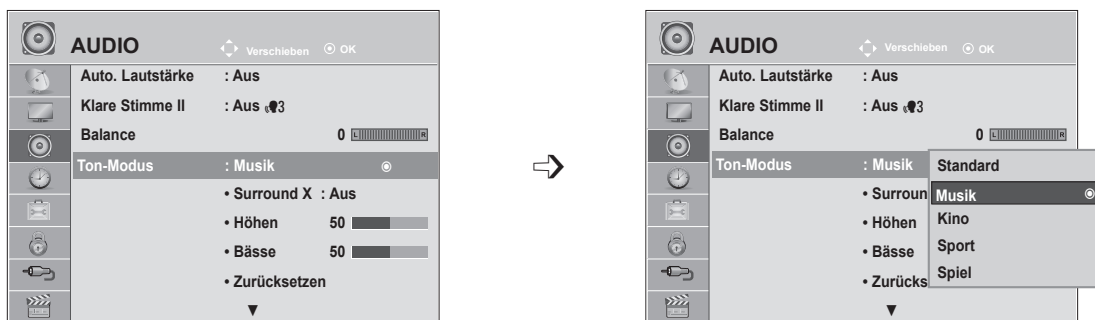 AUDIO Verschieben OK
Auto. Lautstärke : Aus
Klare Stimme II : Aus 3
Balance 0 L R
Ton-Modus : Musik
• Surround X : Aus
• Höhen 50
• Bässe 50
• Zurücksetzen
▼
AUDIO Verschieben OK
Auto. Lautstärke : Aus
Klare Stimme II : Aus 3
Balance 0 L R
Ton-Modus : Musik
• Surroun
• Höhen
• Bässe
• Zurücks
▼
Standard
Musik
Kino
Sport
Spiel